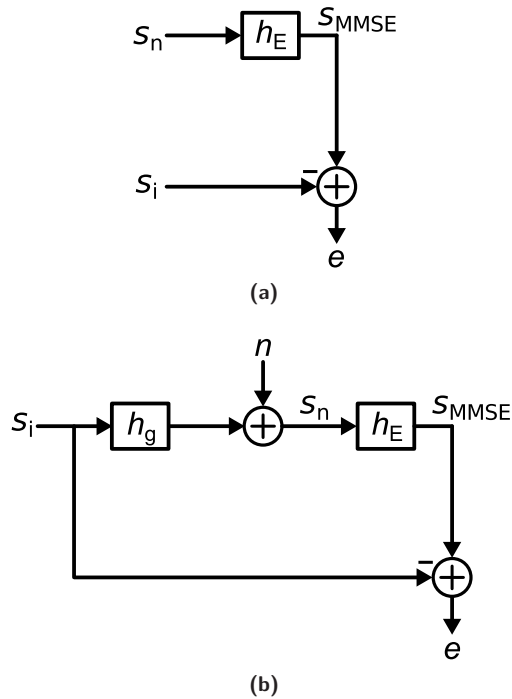 s_n h_E s_MMSE
−
s_i +
e
(a)
n
s_i h_g + s_n h_E s_MMSE
−
+
e
(b)